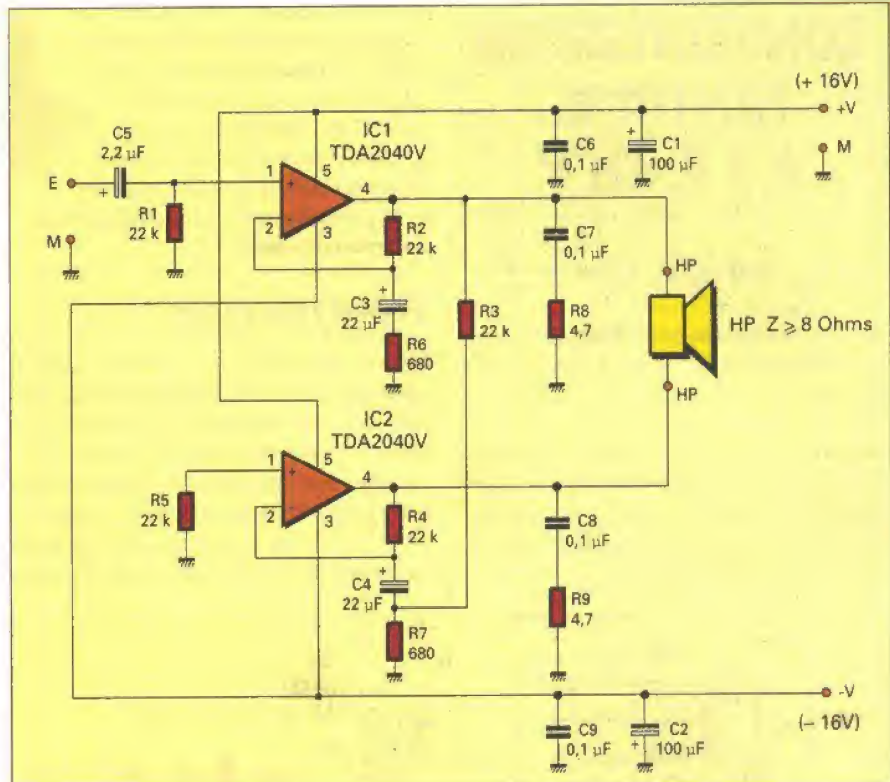 (+ 16V)
+V
M
IC1
TDA2040V
C5
2,2 µF
+
E
M
R1
22 k
1
+
2
-
5
4
3
R2
22 k
+
C3
22 µF
R6
680
R3
22 k
C6
0,1 µF
+
C1
100 µF
C7
0,1 µF
R8
4,7
HP
HP Z ⩾ 8 Ohms
HP
IC2
TDA2040V
R5
22 k
1
+
2
-
5
4
3
R4
22 k
+
C4
22 µF
R7
680
C8
0,1 µF
R9
4,7
C9
0,1 µF
+
C2
100 µF
-V
(– 16V)